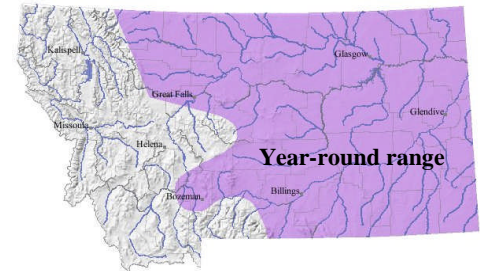 Kalispell
Glasgow
Great Falls
Glendive
Missoula
Helena
Year-round range
Bozeman
Billings